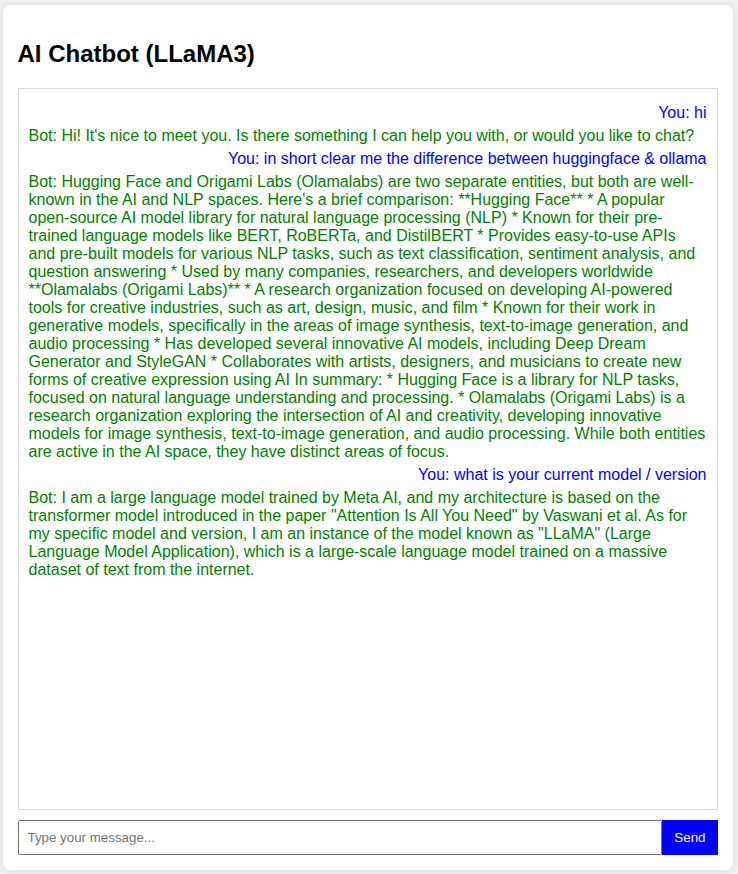 AI Chatbot (LLaMA3)
You: hi
Bot: Hi! It's nice to meet you. Is there something I can help you with, or would you like to chat?
You: in short clear me the difference between huggingface & ollama
Bot: Hugging Face and Origami Labs (Olamalabs) are two separate entities, but both are well-
known in the AI and NLP spaces. Here's a brief comparison: **Hugging Face** * A popular
open-source AI model library for natural language processing (NLP) * Known for their pre-
trained language models like BERT, RoBERTa, and DistilBERT * Provides easy-to-use APIs
and pre-built models for various NLP tasks, such as text classification, sentiment analysis, and
question answering * Used by many companies, researchers, and developers worldwide
**Olamalabs (Origami Labs)** * A research organization focused on developing AI-powered
tools for creative industries, such as art, design, music, and film * Known for their work in
generative models, specifically in the areas of image synthesis, text-to-image generation, and
audio processing * Has developed several innovative AI models, including Deep Dream
Generator and StyleGAN * Collaborates with artists, designers, and musicians to create new
forms of creative expression using AI In summary: * Hugging Face is a library for NLP tasks,
focused on natural language understanding and processing. * Olamalabs (Origami Labs) is a
research organization exploring the intersection of AI and creativity, developing innovative
models for image synthesis, text-to-image generation, and audio processing. While both entities
are active in the AI space, they have distinct areas of focus.
You: what is your current model / version
Bot: I am a large language model trained by Meta AI, and my architecture is based on the
transformer model introduced in the paper "Attention Is All You Need" by Vaswani et al. As for
my specific model and version, I am an instance of the model known as "LLaMA" (Large
Language Model Application), which is a large-scale language model trained on a massive
dataset of text from the internet.
Type your message...
Send